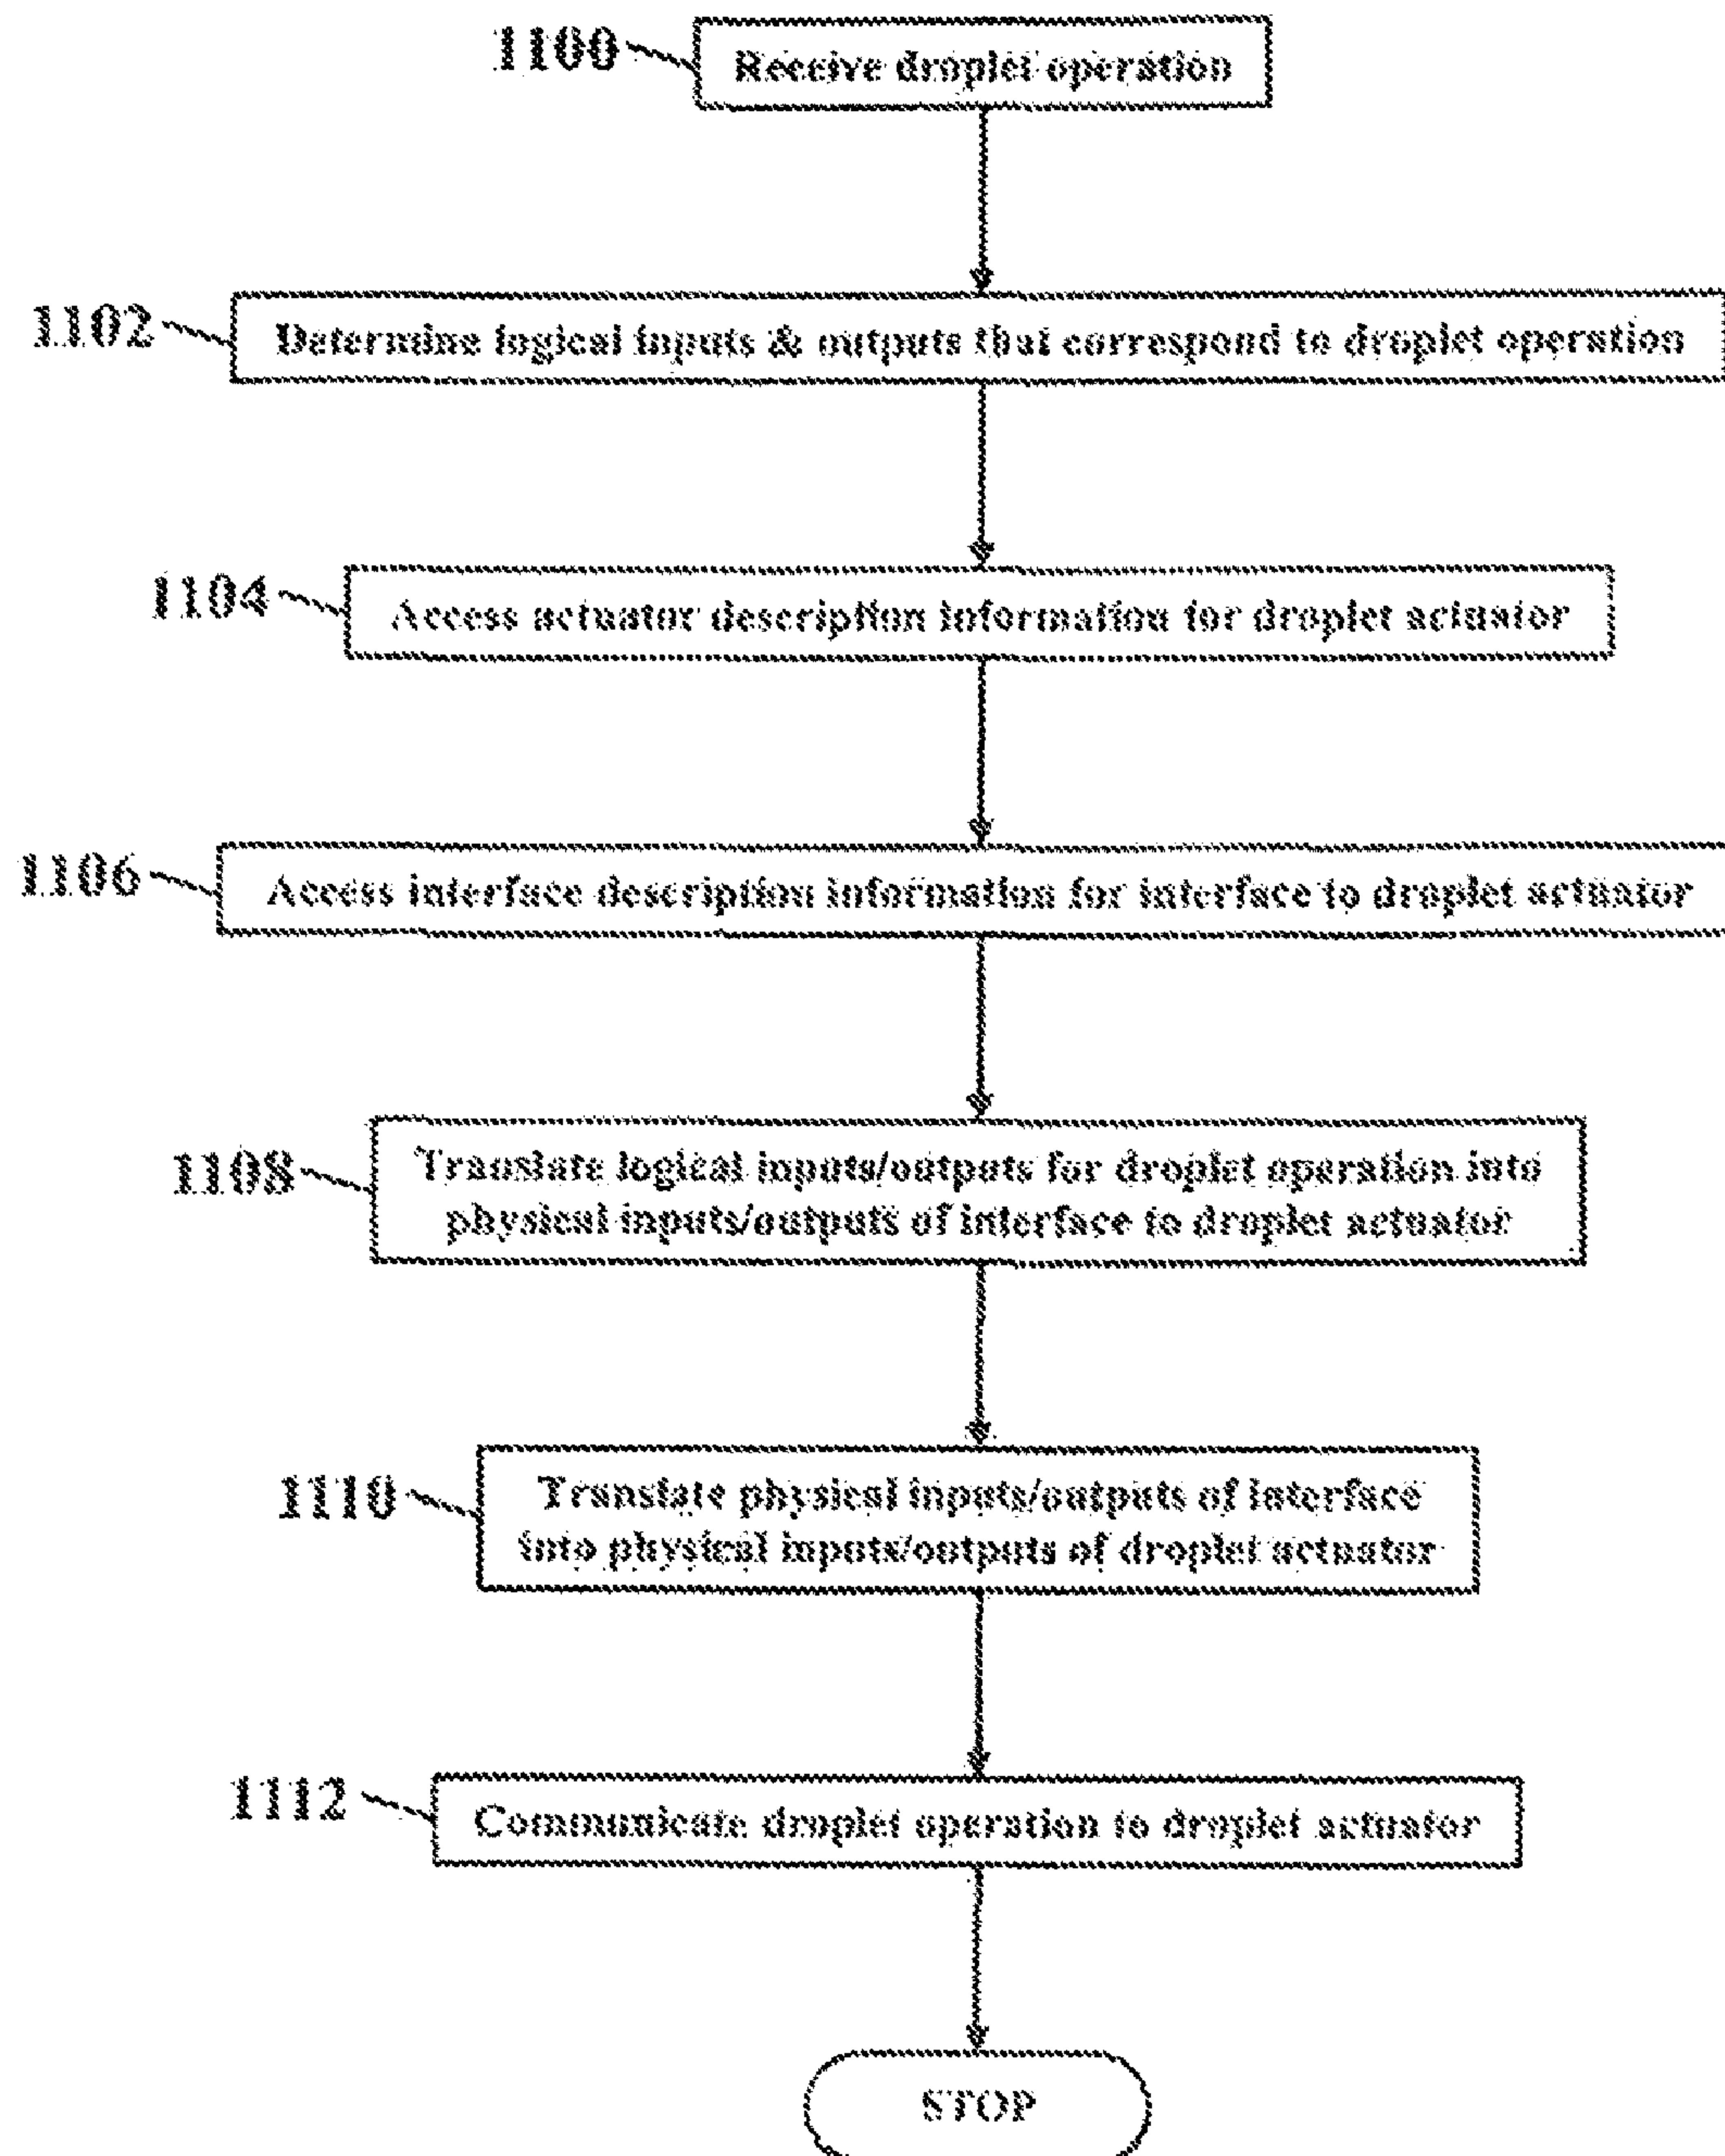 1100
Receive droplet operation
1102
Determine logical inputs & outputs that correspond to droplet operation
1104
Access actuator description information for droplet actuator
1106
Access interface description information for interface to droplet actuator
1108
Translate logical inputs/outputs for droplet operation into
physical inputs/outputs of interface to droplet actuator
1110
Translate physical inputs/outputs of interface
into physical inputs/outputs of droplet actuator
1112
Communicate droplet operation to droplet actuator
STOP